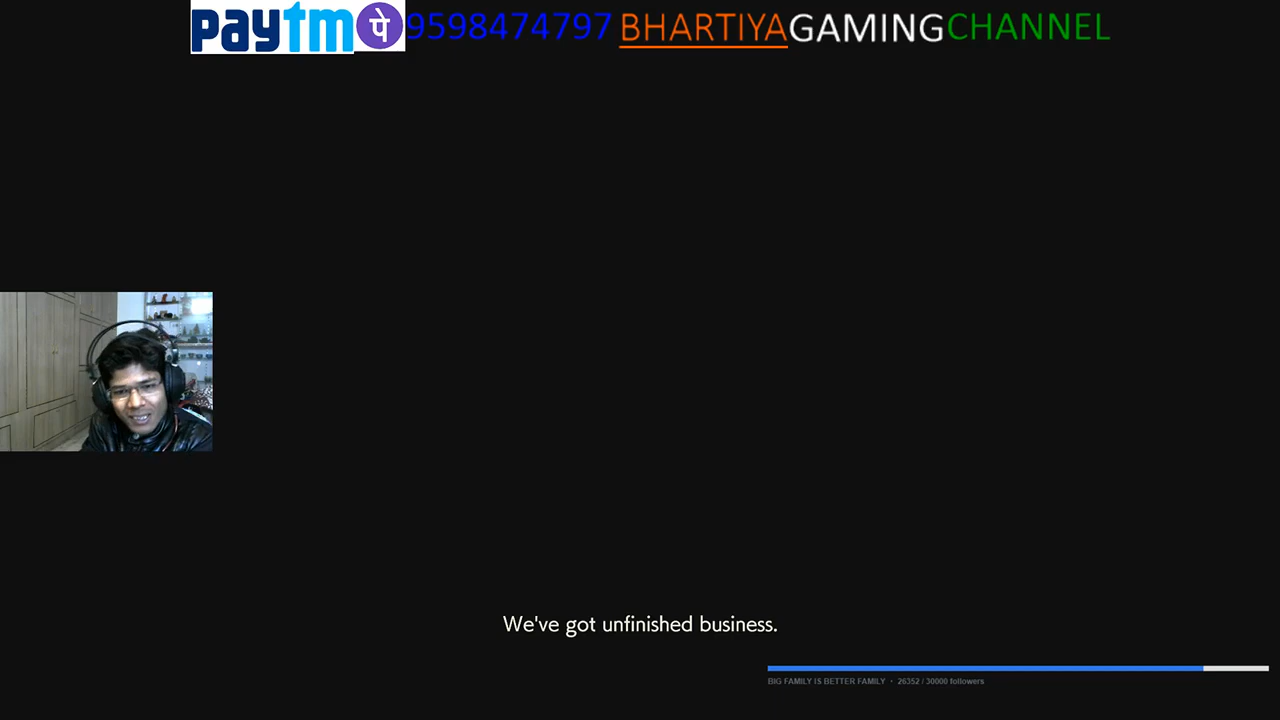 paytm पे 9598474797 BHARTIYAGAMINGCHANNEL
We've got unfinished business.
BIG FAMILY IS BETTER FAMILY • 26352 / 30000 followers